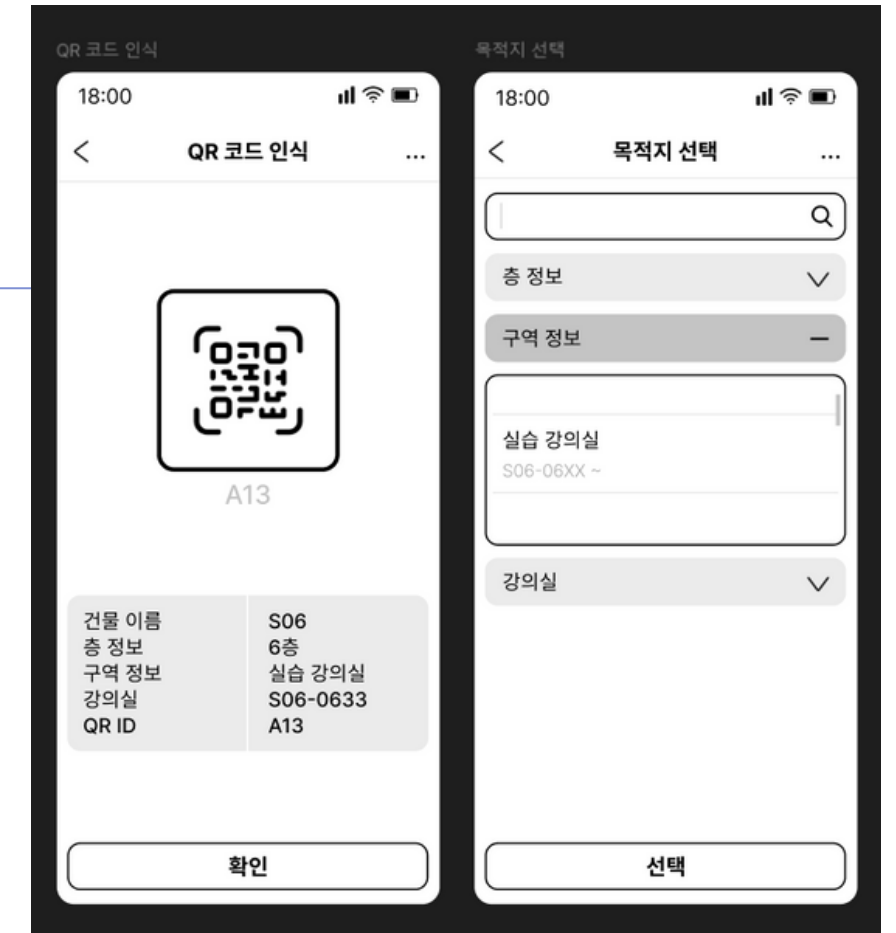 QR 코드 인식
18:00
QR 코드 인식
...
A13
건물 이름 S06
층 정보 6층
구역 정보 실습 강의실
강의실 S06-0633
QR ID A13
확인
목적지 선택
18:00
목적지 선택
...
층 정보
구역 정보
실습 강의실
S06-06XX ~
강의실
선택